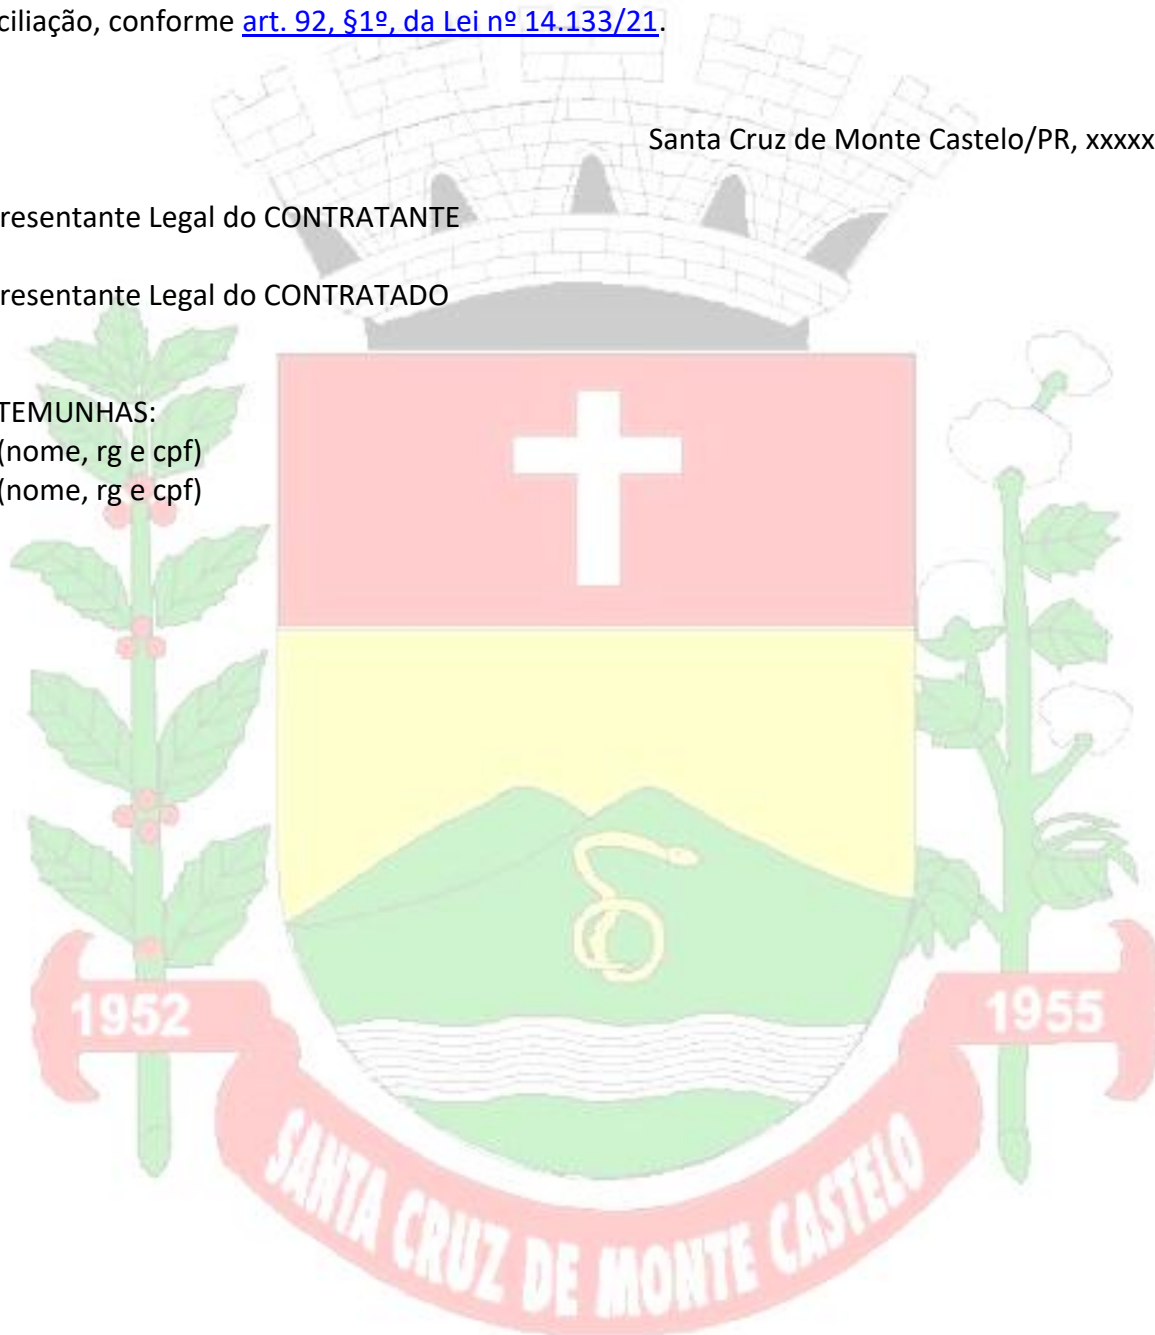 ciliação, conforme art. 92, §1º, da Lei nº 14.133/21.
Santa Cruz de Monte Castelo/PR, xxxxx
resentante Legal do CONTRATANTE
resentante Legal do CONTRATADO
TEMUNHAS:
(nome, rg e cpf)
(nome, rg e cpf)
1952
1955
SANTA CRUZ DE MONTE CASTELO